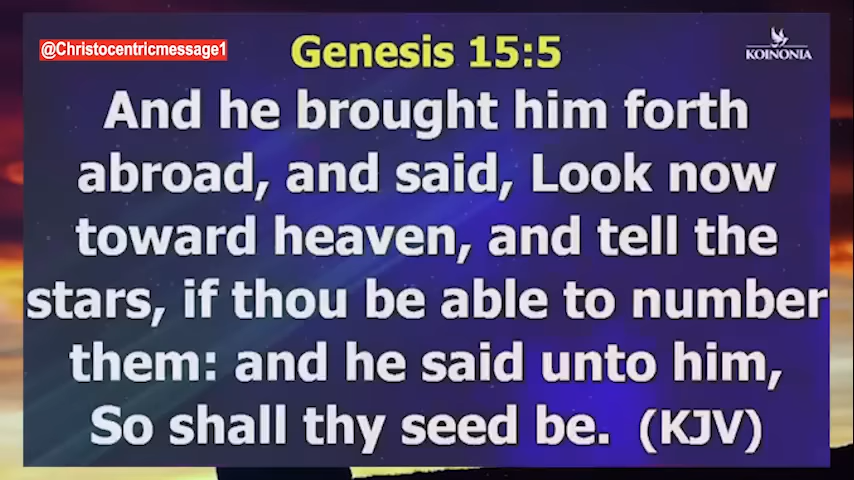 @Christocentricmessage1
Genesis 15:5
KOINONIA
And he brought him forth
abroad, and said, Look now
toward heaven, and tell the
stars, if thou be able to number
them: and he said unto him,
So shall thy seed be. (KJV)